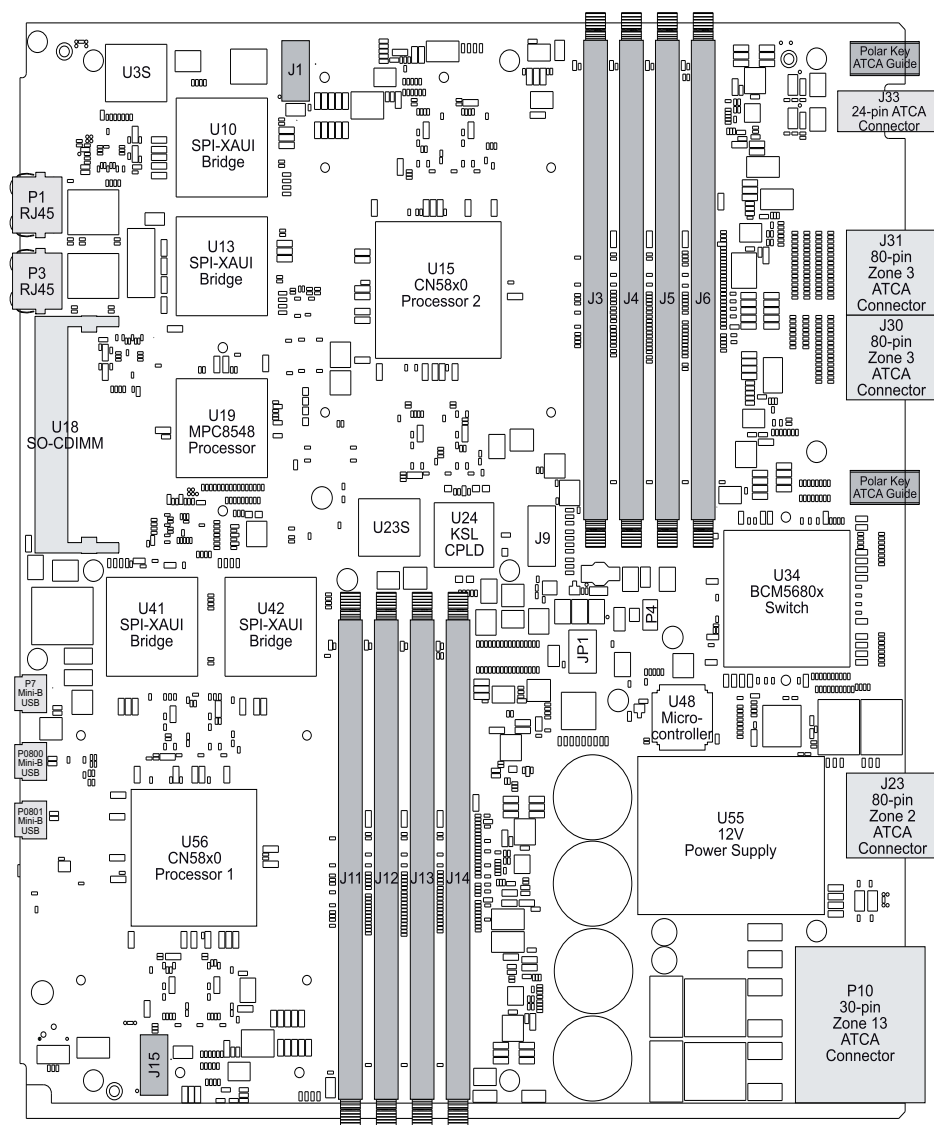 Polar Key
ATCA Guide
U3S
J1
J33
24-pin ATCA
Connector
U10
SPI-XAUI
Bridge
P1
RJ45
U13
SPI-XAUI
Bridge
P3
RJ45
U15
CN58x0
Processor 2
J3
J4
J5
J6
J31
80-pin
Zone 3
ATCA
Connector
J30
80-pin
Zone 3
ATCA
Connector
U18
SO-CDIMM
U19
MPC8548
Processor
Polar Key
ATCA Guide
U23S
U24
KSL
CPLD
J9
U34
BCM5680x
Switch
U41
SPI-XAUI
Bridge
U42
SPI-XAUI
Bridge
P4
JP1
P7
Mini-B
USB
U48
Micro-
controller
P0800
Mini-B
USB
P0801
Mini-B
USB
U56
CN58x0
Processor 1
J11
J12
J13
J14
U55
12V
Power Supply
J23
80-pin
Zone 2
ATCA
Connector
P10
30-pin
Zone 13
ATCA
Connector
J15